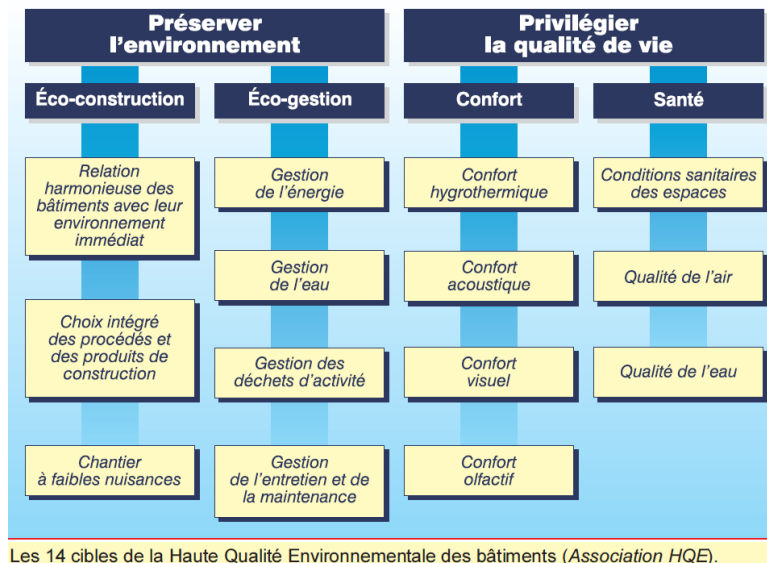 Préserver
l’environnement
Privilégier
la qualité de vie
Éco-construction
Éco-gestion
Confort
Santé
Relation
harmonieuse des
bâtiments avec leur
environnement
immédiat
Choix intégré
des procédés et
des produits de
construction
Chantier
à faibles nuisances
Gestion
de l’énergie
Gestion
de l’eau
Gestion des
déchets d’activité
Gestion
de l’entretien et de
la maintenance
Confort
hygrothermique
Confort
acoustique
Confort
visuel
Confort
olfactif
Conditions sanitaires
des espaces
Qualité de l’air
Qualité de l’eau
Les 14 cibles de la Haute Qualité Environnementale des bâtiments (Association HQE).